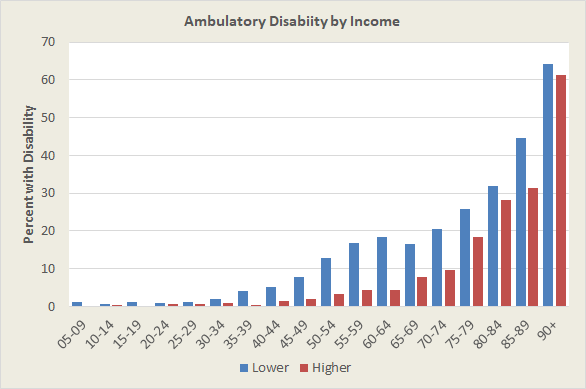 Ambulatory Disabiity by Income
Percent with Disability
70
60
50
40
30
20
10
0
05-09 10-14 15-19 20-24 25-29 30-34 35-39 40-44 45-49 50-54 55-59 60-64 65-69 70-74 75-79 80-84 85-89 90+
Lower Higher